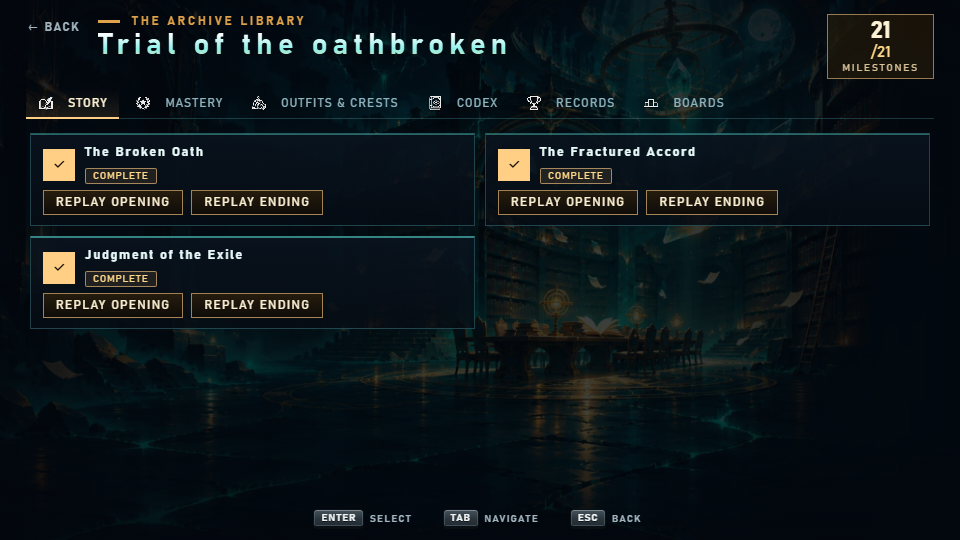 ← BACK
THE ARCHIVE LIBRARY
Trial of the oathbroken
21
/21
MILESTONES
STORY
MASTERY
OUTFITS & CRESTS
CODEX
RECORDS
BOARDS
The Broken Oath
COMPLETE
REPLAY OPENING
REPLAY ENDING
The Fractured Accord
COMPLETE
REPLAY OPENING
REPLAY ENDING
Judgment of the Exile
COMPLETE
REPLAY OPENING
REPLAY ENDING
ENTER SELECT
TAB NAVIGATE
ESC BACK